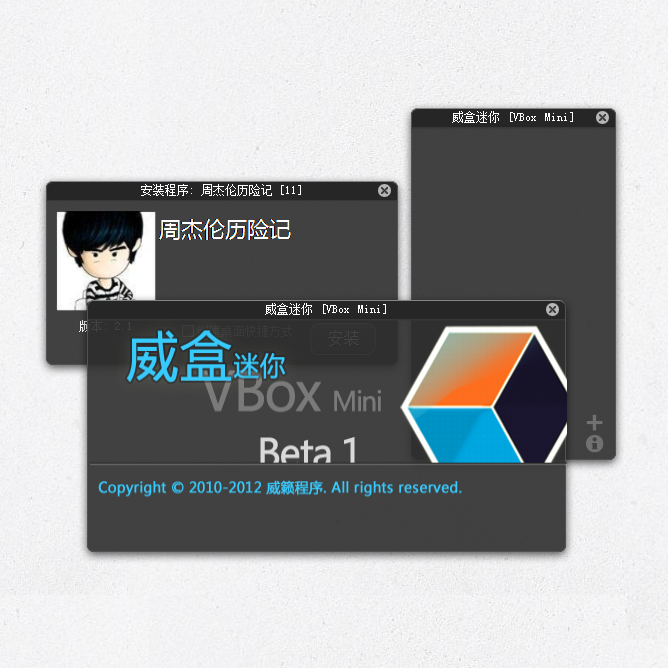 威盒迷你 [VBox Mini]
安装程序: 周杰伦历险记 [11]
周杰伦历险记
威盒迷你 [VBox Mini]
版本: 2.1
建桌面快捷方式
安装
威盒迷你
VBox Mini
Beta 1
Copyright © 2010-2012 威籁程序. All rights reserved.